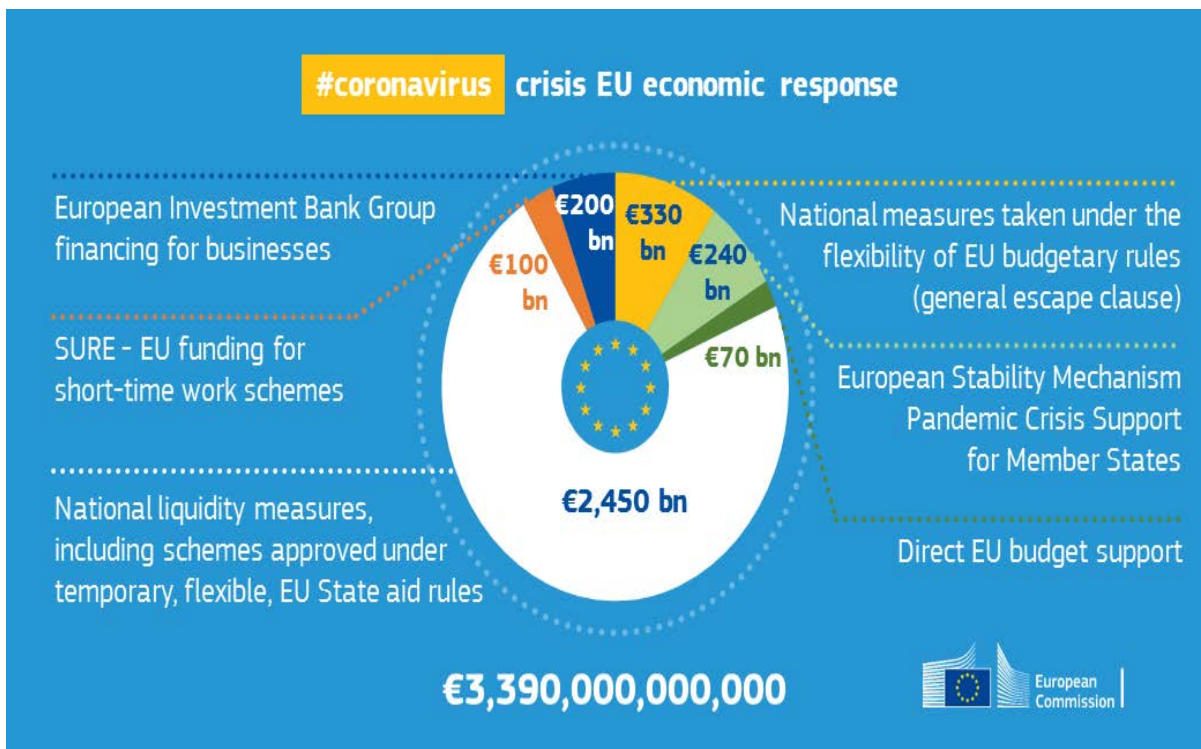 #coronavirus crisis EU economic response
European Investment Bank Group
financing for businesses
SURE - EU funding for
short-time work schemes
National liquidity measures,
including schemes approved under
temporary, flexible, EU State aid rules
€200
bn
€330
bn
€240
bn
€100
bn
€70 bn
€2,450 bn
National measures taken under the
flexibility of EU budgetary rules
(general escape clause)
European Stability Mechanism
Pandemic Crisis Support
for Member States
Direct EU budget support
€3,390,000,000,000
European
Commission